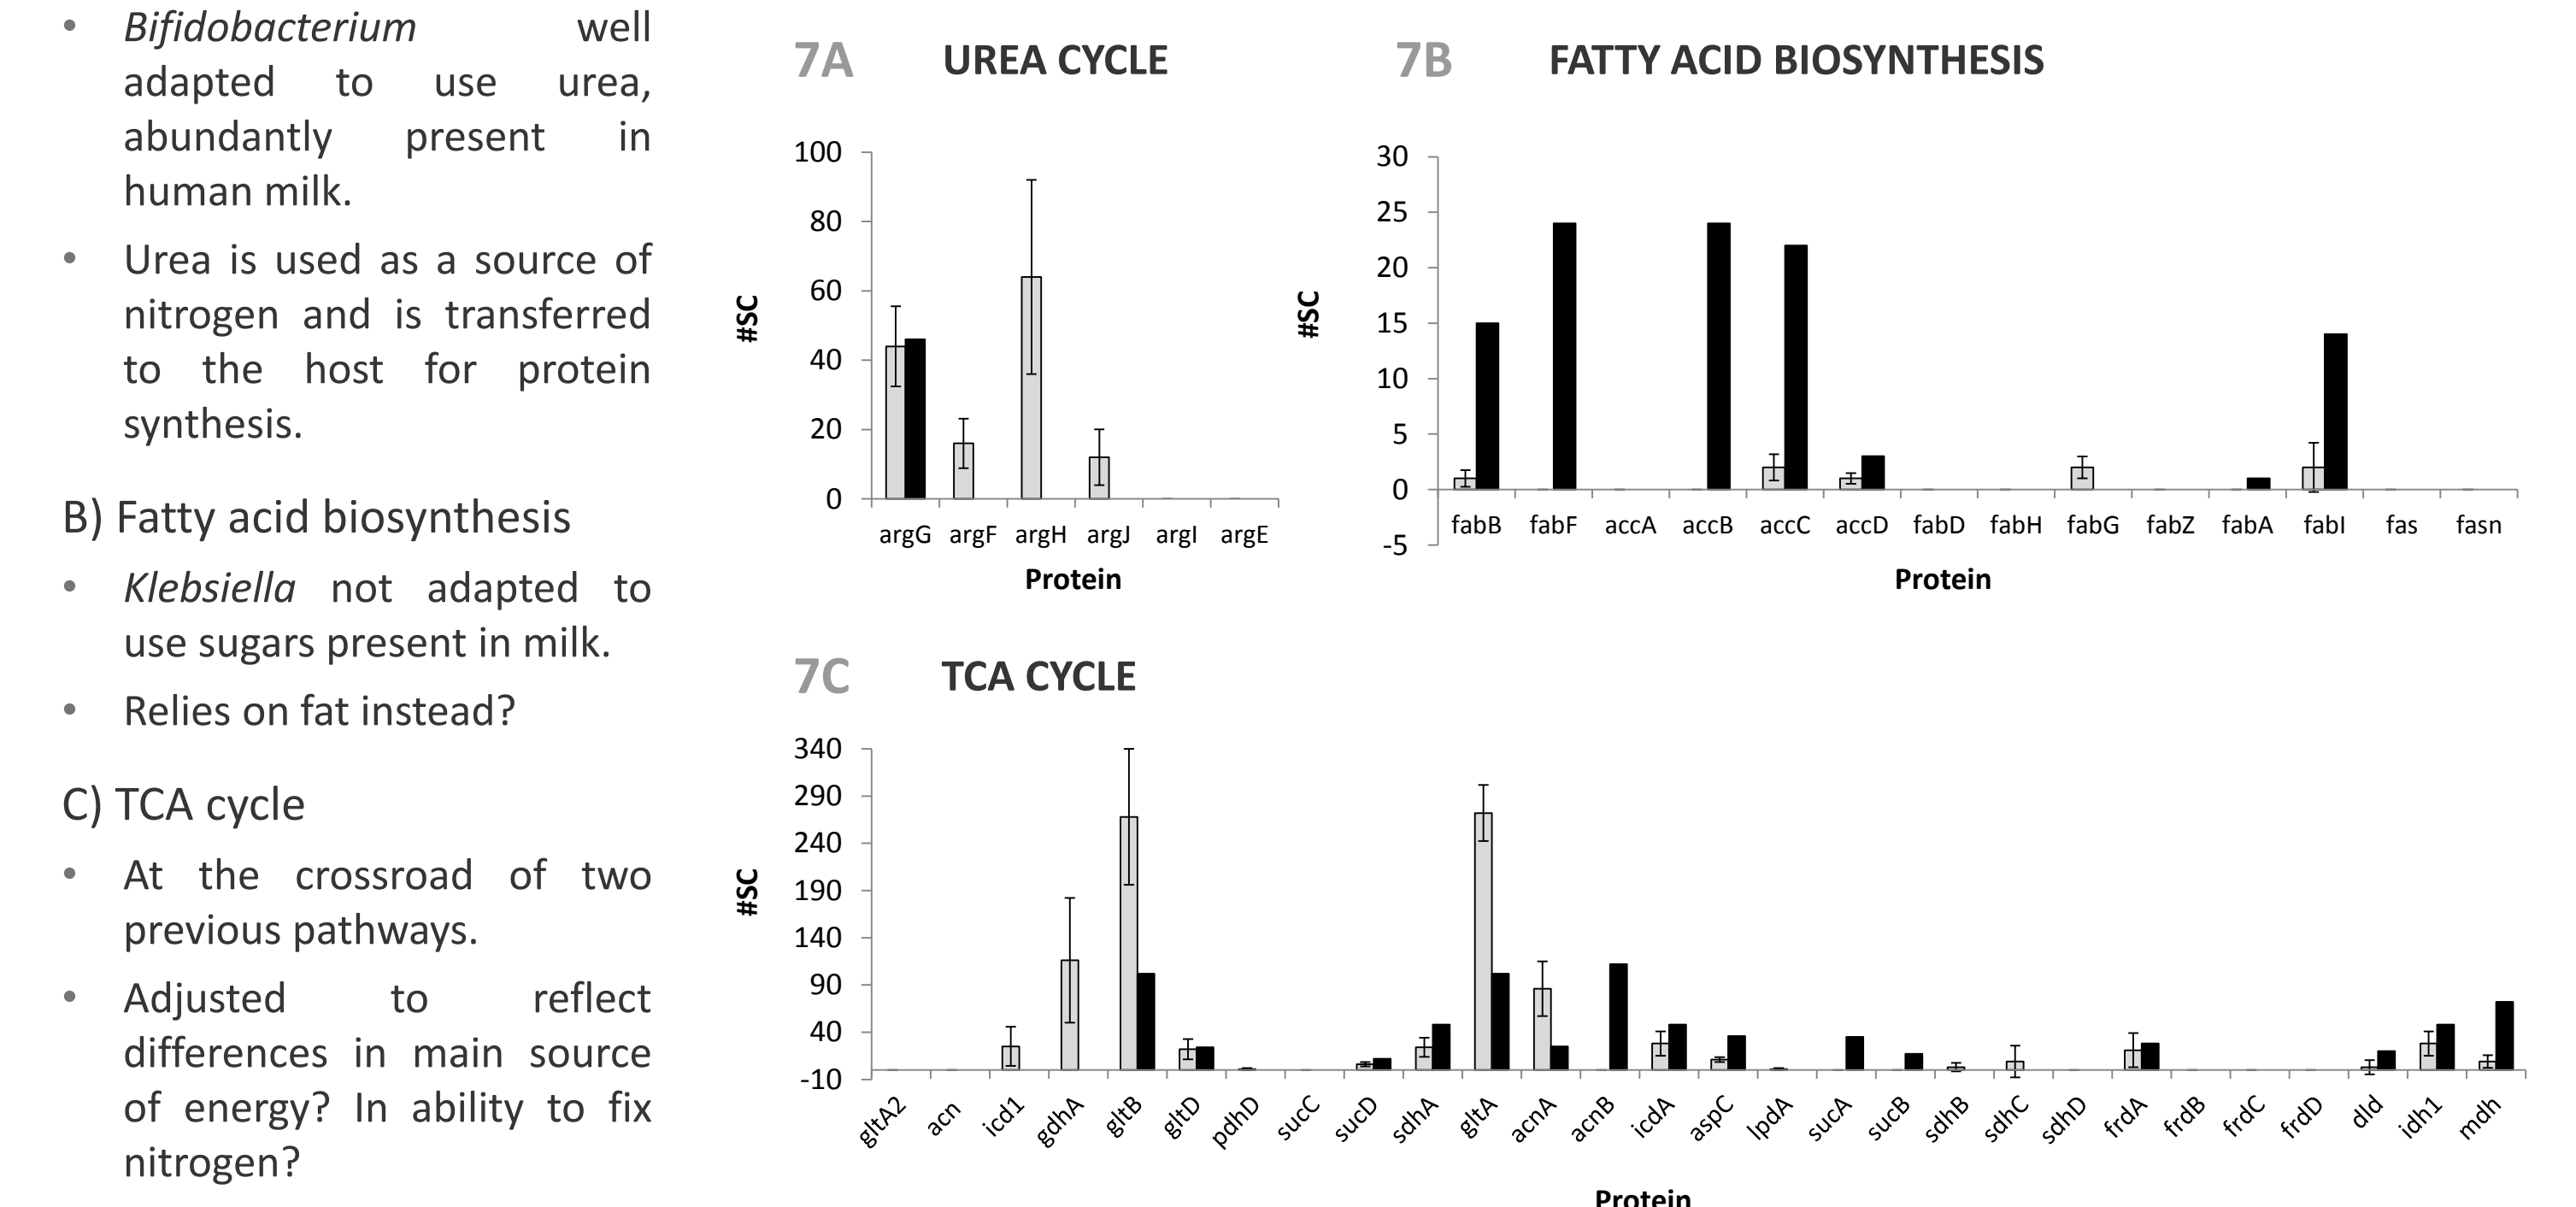 • Bifidobacterium well
adapted to use urea,
abundantly present in
human milk.
• Urea is used as a source of
nitrogen and is transferred
to the host for protein
synthesis.
B) Fatty acid biosynthesis
• Klebsiella not adapted to
use sugars present in milk.
• Relies on fat instead?
C) TCA cycle
• At the crossroad of two
previous pathways.
• Adjusted to reflect
differences in main source
of energy? In ability to fix
nitrogen?
7A UREA CYCLE
100
80
60
40
20
0
#SC
argG argF argH argJ argI argE
Protein
7B FATTY ACID BIOSYNTHESIS
30
25
20
15
10
5
0
-5
#SC
fabB fabF accA accB accC accD fabD fabH fabG fabZ fabA fabI fas fasn
Protein
7C TCA CYCLE
340
290
240
190
140
90
40
-10
#SC
gltA2 acn icd1 gdhA gltB gltD pdhD sucC sucD sdhA gltA acnA acnB icdA aspC lpdA sucA sucB sdhB sdhC sdhD frdA frdB frdC frdD dld idh1 mdh
Protein